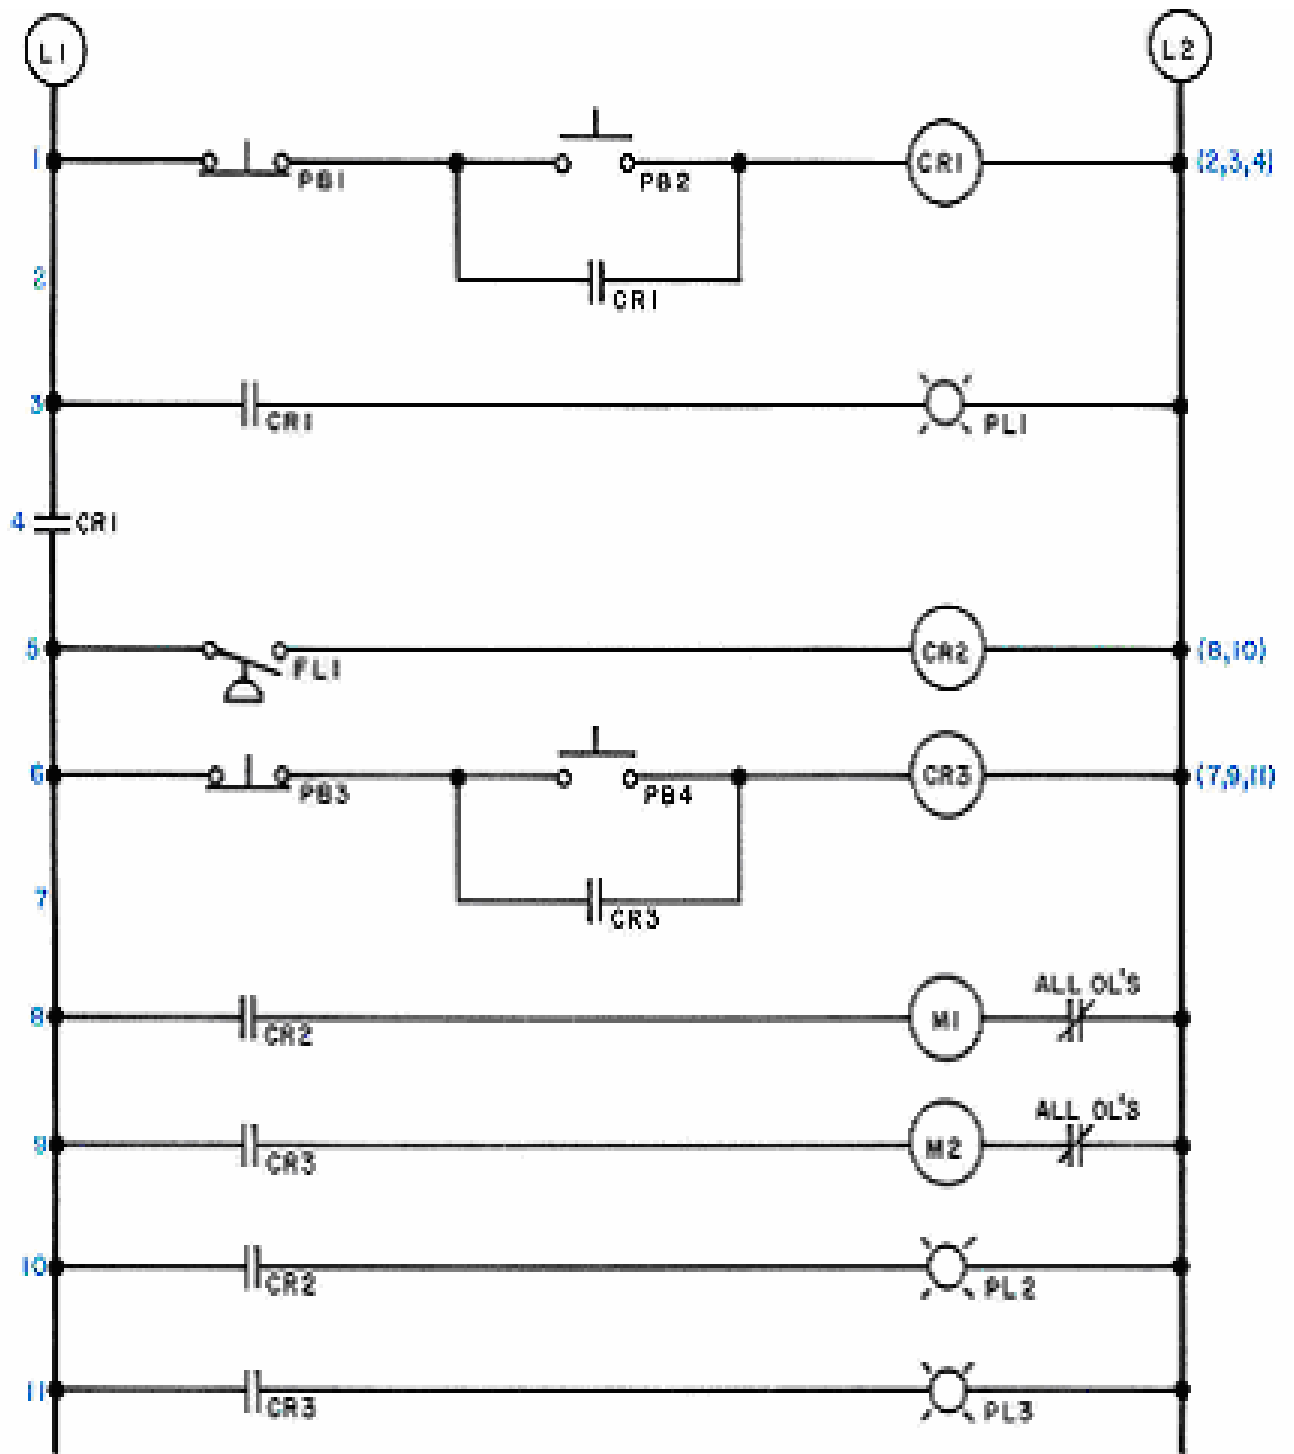 L1
L2
1
PB1
PB2
CR1
(2,3,4)
2
CR1
3
CR1
PL1
4
CR1
5
FL1
CR2
(8,10)
6
PB3
PB4
CR3
(7,9,11)
7
CR3
8
CR2
M1
ALL OL'S
9
CR3
M2
ALL OL'S
10
CR2
PL2
11
CR3
PL3